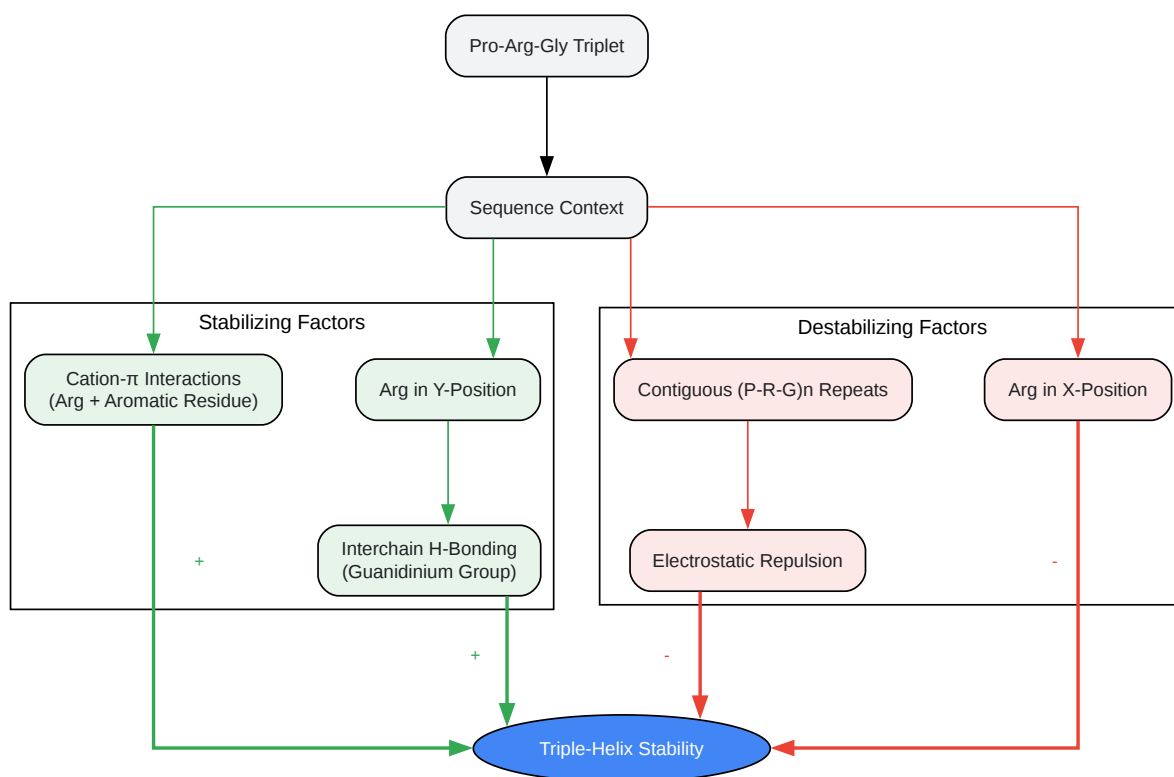 Pro-Arg-Gly Triplet
Sequence Context
Stabilizing Factors
Destabilizing Factors
Cation-π Interactions
(Arg + Aromatic Residue)
Arg in Y-Position
Contiguous (P-R-G)n Repeats
Arg in X-Position
Interchain H-Bonding
(Guanidinium Group)
Electrostatic Repulsion
+
-
+
-
Triple-Helix Stability